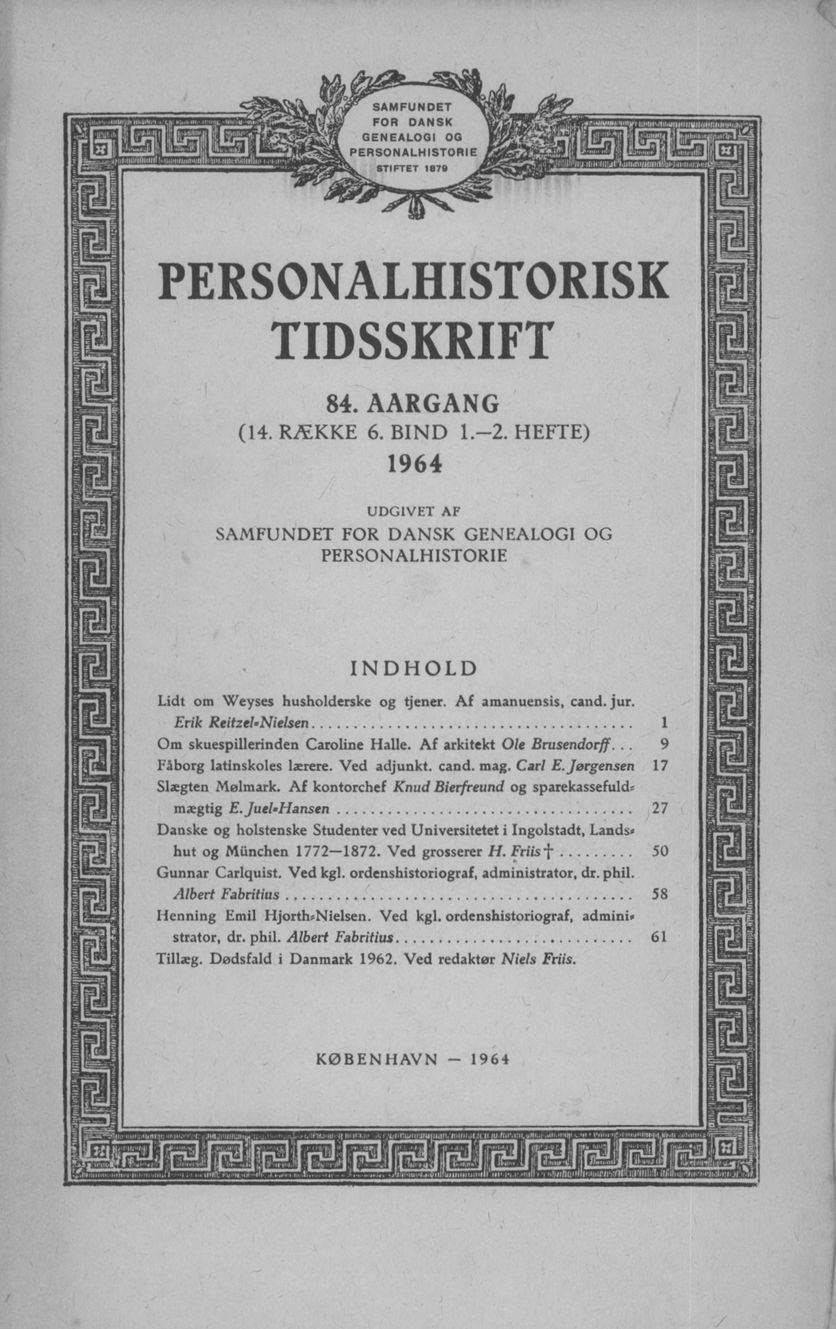 SAMFUNDET
FOR DANSK
GENEALOGI OG
PERSONALHISTORIE
STIFTET 1879
PERSONALHISTORISK
TIDSSKRIFT
84. AARGANG
(14. RÆKKE 6. BIND 1.—2. HEFTE)
1964
UDGIVET AF
SAMFUNDET FOR DANSK GENEALOGI OG
PERSONALHISTORIE
INDHOLD
Lidt om Weyses husholderske og tjener. Af amanuensis, cand. jur.
Erik Reitzel-Nielsen . . . . . . . . . . . . . . . . . . . . . . . . . . . . . . . . . . . . . . 1
Om skuespillerinden Caroline Halle. Af arkitekt Ole Brusendorff. . . 9
Fåborg latinskoles lærere. Ved adjunkt. cand. mag. Carl E. Jørgensen 17
Slægten Mølmark. Af kontorchef Knud Bierfreund og sparekassefuld-
mægtig E. Juel-Hansen . . . . . . . . . . . . . . . . . . . . . . . . . . . . . . . . . . . 27
Danske og holstenske Studenter ved Universitetet i Ingolstadt, Lands-
hut og München 1772—1872. Ved grosserer H. Friis † . . . . . . . . . 50
Gunnar Carlquist. Ved kgl. ordenshistoriograf, administrator, dr. phil.
Albert Fabritius . . . . . . . . . . . . . . . . . . . . . . . . . . . . . . . . . . . . . . . . . 58
Henning Emil Hjorth-Nielsen. Ved kgl. ordenshistoriograf, admini-
strator, dr. phil. Albert Fabritius . . . . . . . . . . . . . . . . . . . . . . . . . . . . 61
Tillæg. Dødsfald i Danmark 1962. Ved redaktør Niels Friis.
KØBENHAVN — 1964